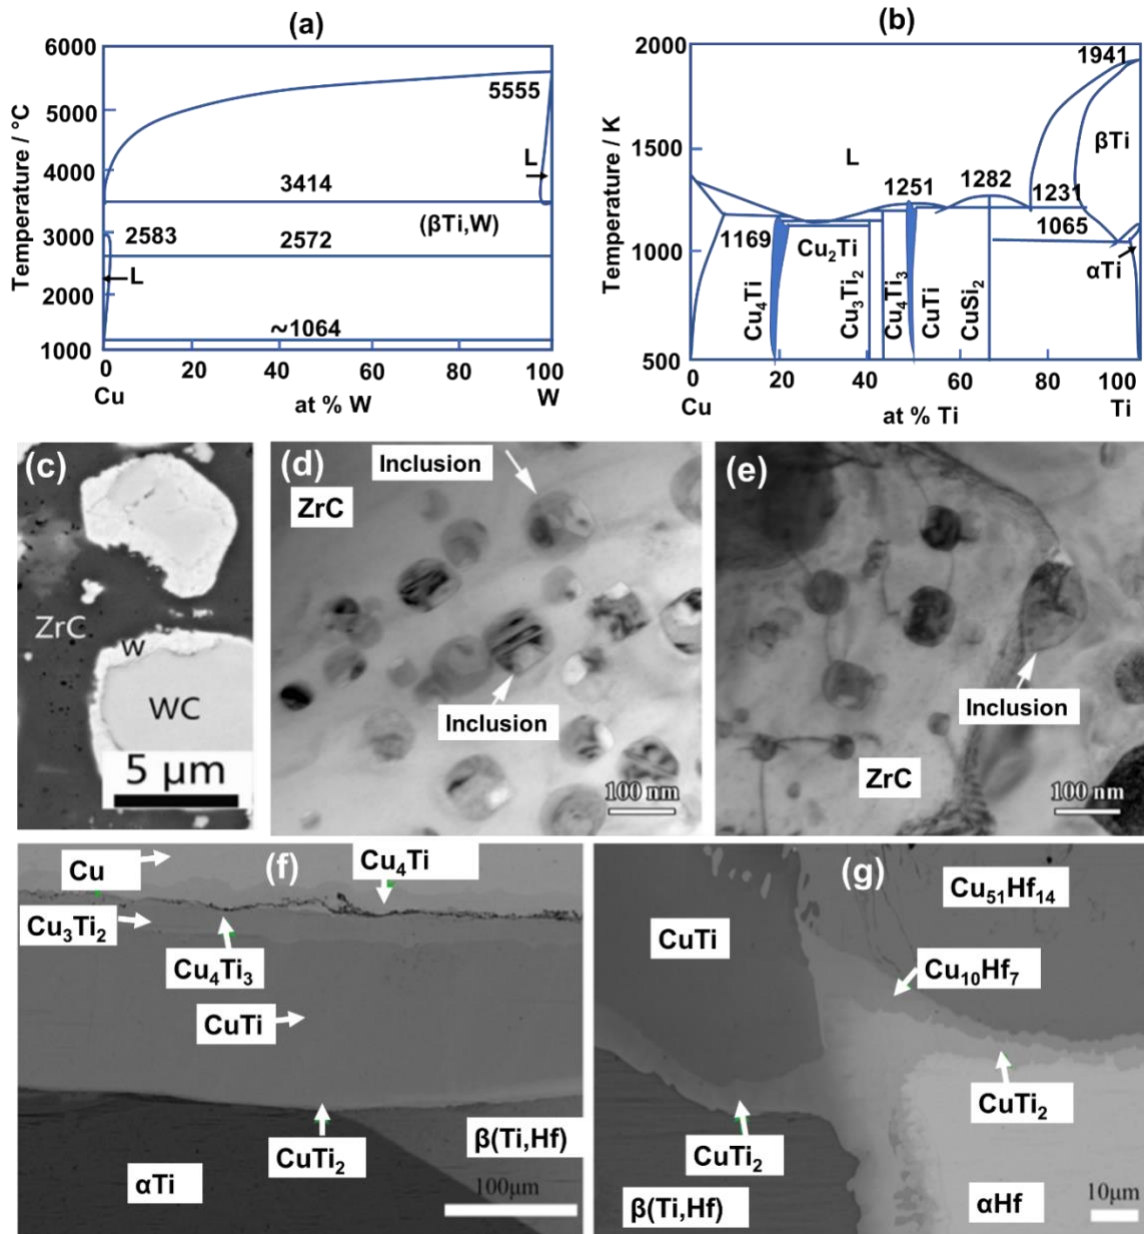 (a)
6000
5000
4000
3000
2000
1000
Temperature / °C
5555
L
3414
(βTi,W)
2583
2572
L
~1064
0
20
40
60
80
100
Cu
at % W
W
(b)
2000
1500
1000
500
Temperature / K
1941
βTi
L
1251
1282
1231
1065
1169
αTi
Cu₄Ti
Cu₂Ti
Cu₃Ti₂
Cu₄Ti₃
CuTi
CuSi₂
0
20
40
60
80
100
Cu
at % Ti
Ti
(c)
ZrC
W
WC
5 μm
(d)
Inclusion
ZrC
Inclusion
100 nm
(e)
Inclusion
ZrC
100 nm
(f)
Cu
Cu₄Ti
Cu₃Ti₂
Cu₄Ti₃
CuTi
CuTi₂
β(Ti,Hf)
αTi
100μm
(g)
Cu₅₁Hf₁₄
CuTi
Cu₁₀Hf₇
CuTi₂
CuTi₂
β(Ti,Hf)
αHf
10μm